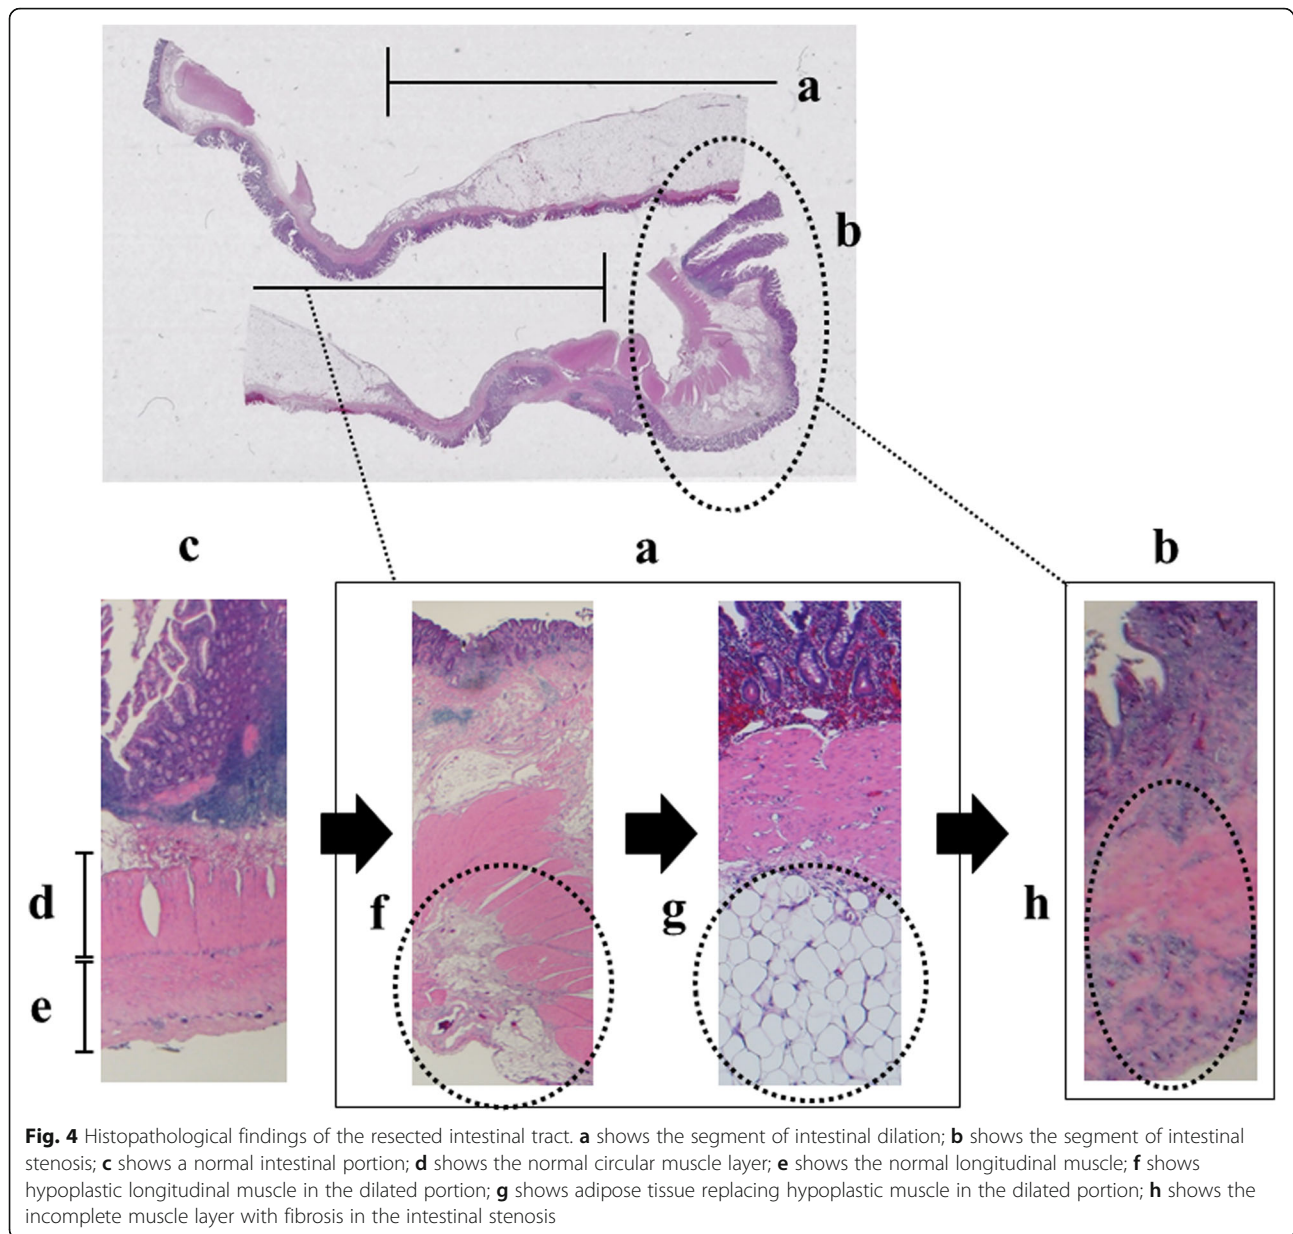 a
b
c
a
b
d
f
g
h
e
Fig. 4 Histopathological findings of the resected intestinal tract. a shows the segment of intestinal dilation; b shows the segment of intestinal
stenosis; c shows a normal intestinal portion; d shows the normal circular muscle layer; e shows the normal longitudinal muscle; f shows
hypoplastic longitudinal muscle in the dilated portion; g shows adipose tissue replacing hypoplastic muscle in the dilated portion; h shows the
incomplete muscle layer with fibrosis in the intestinal stenosis